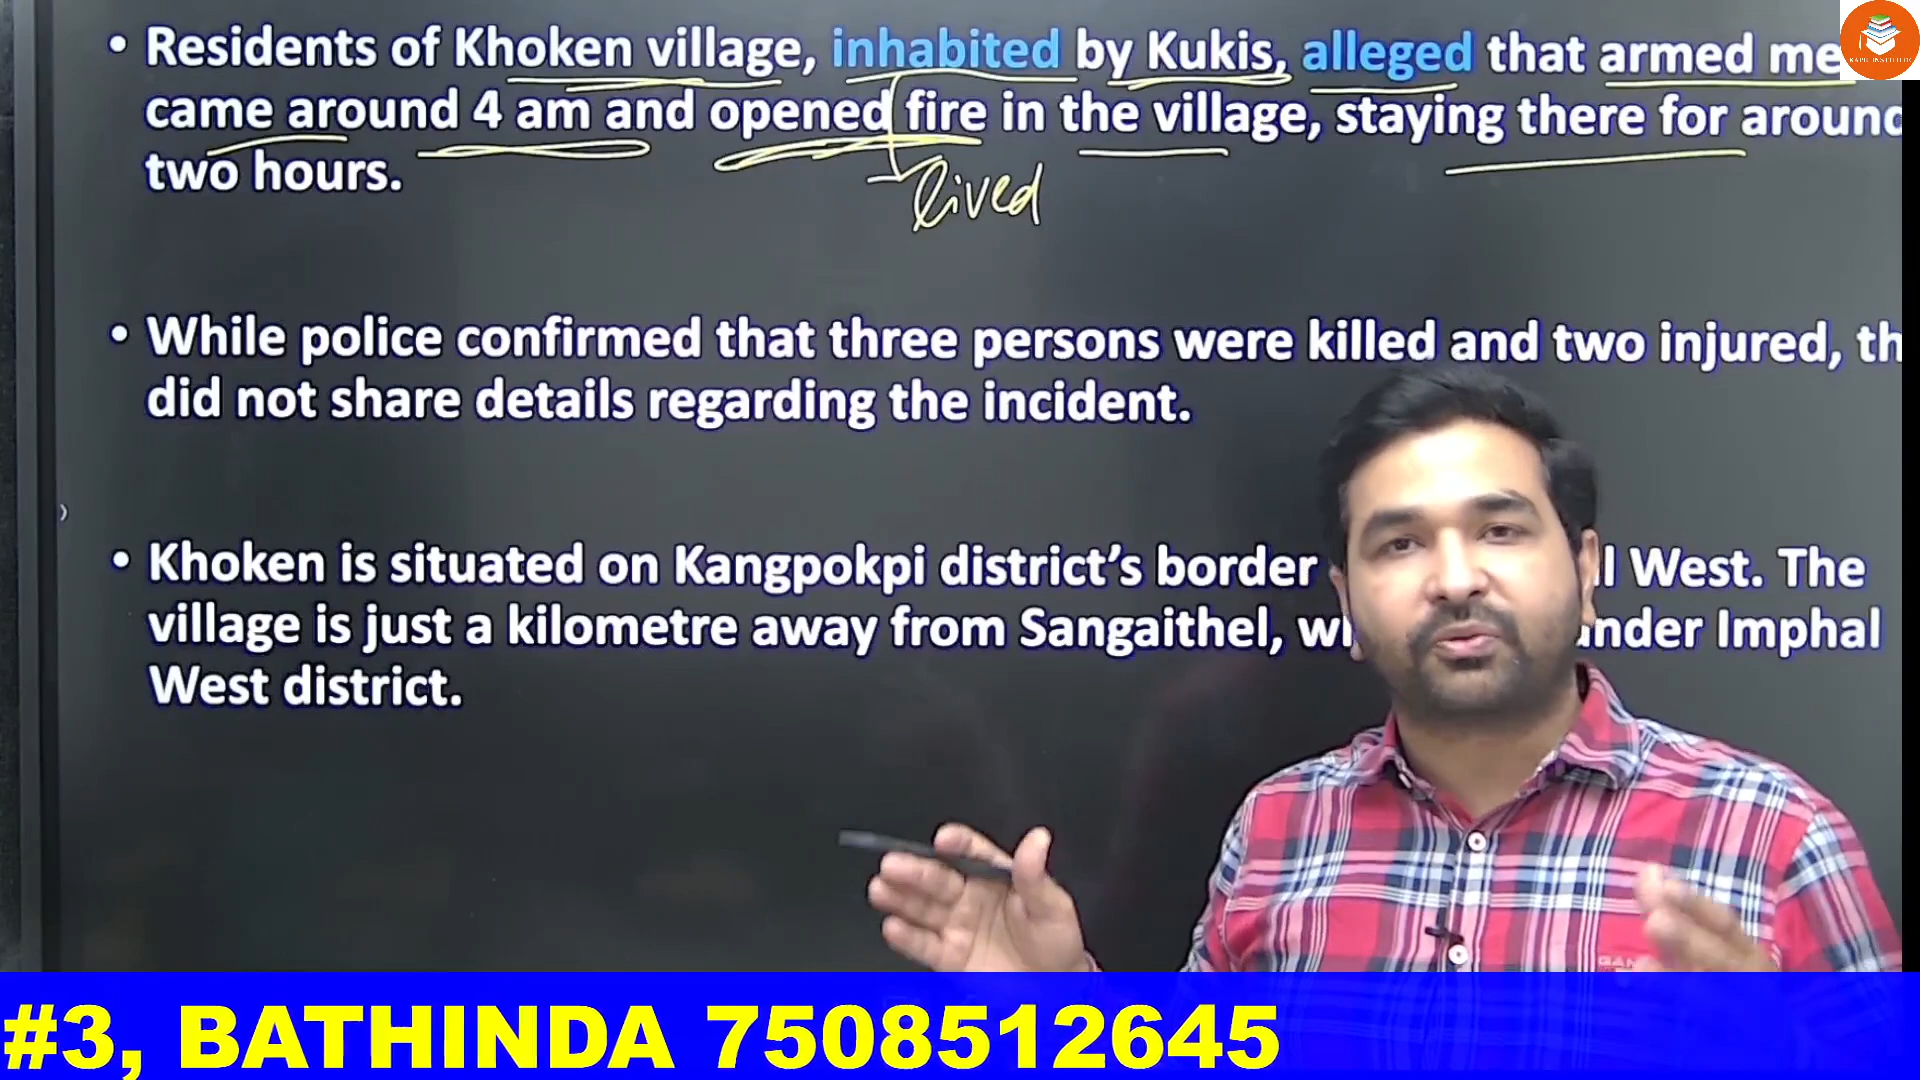 • Residents of Khoken village, inhabited by Kukis, alleged that armed me
came around 4 am and opened fire in the village, staying there for around
two hours.
lived
• While police confirmed that three persons were killed and two injured, th
did not share details regarding the incident.
• Khoken is situated on Kangpokpi district's border l West. The
village is just a kilometre away from Sangaithel, under Imphal
West district.
#3, BATHINDA 7508512645